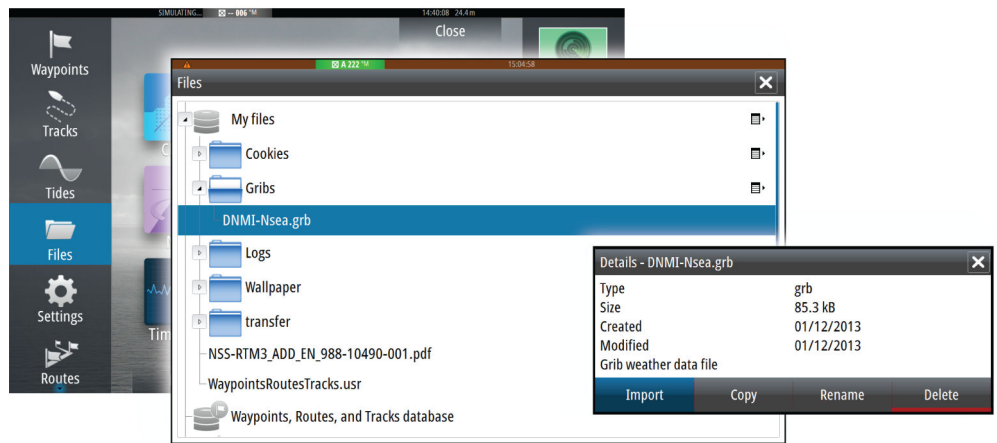 SIMULATING... -- 006 °M 14:40:08 24.4 m
Close
Waypoints
Tracks
Tides
Files
Settings
Routes
Tim
A 222 °M 15:04:58
Files
My files
Cookies
Gribs
DNMI-Nsea.grb
Logs
Wallpaper
transfer
NSS-RTM3_ADD_EN_988-10490-001.pdf
WaypointsRoutesTracks.usr
Waypoints, Routes, and Tracks database
Details - DNMI-Nsea.grb
Type grb
Size 85.3 kB
Created 01/12/2013
Modified 01/12/2013
Grib weather data file
Import Copy Rename Delete